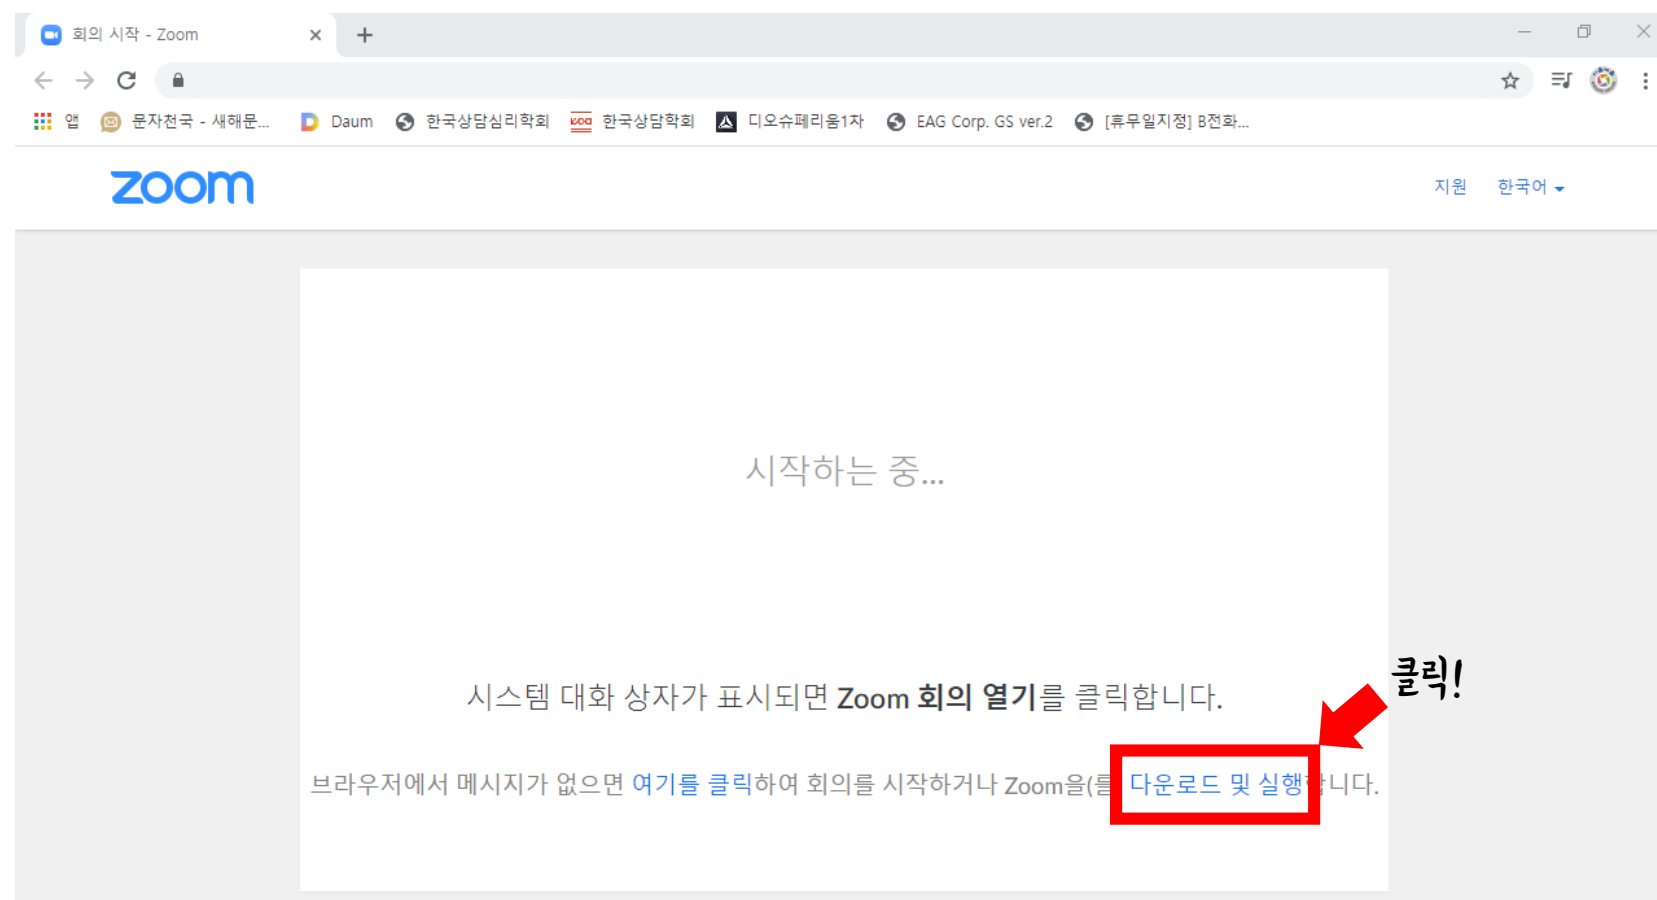 회의 시작 - Zoom
앱 문자천국 - 새해문... Daum 한국상담심리학회 한국상담학회 디오슈페리움1차 EAG Corp. GS ver.2 [휴무일지정] B전화...
zoom 지원 한국어
시작하는 중...
클릭!
시스템 대화 상자가 표시되면 Zoom 회의 열기를 클릭합니다.
브라우저에서 메시지가 없으면 여기를 클릭하여 회의를 시작하거나 Zoom을(를 다운로드 및 실행합니다.